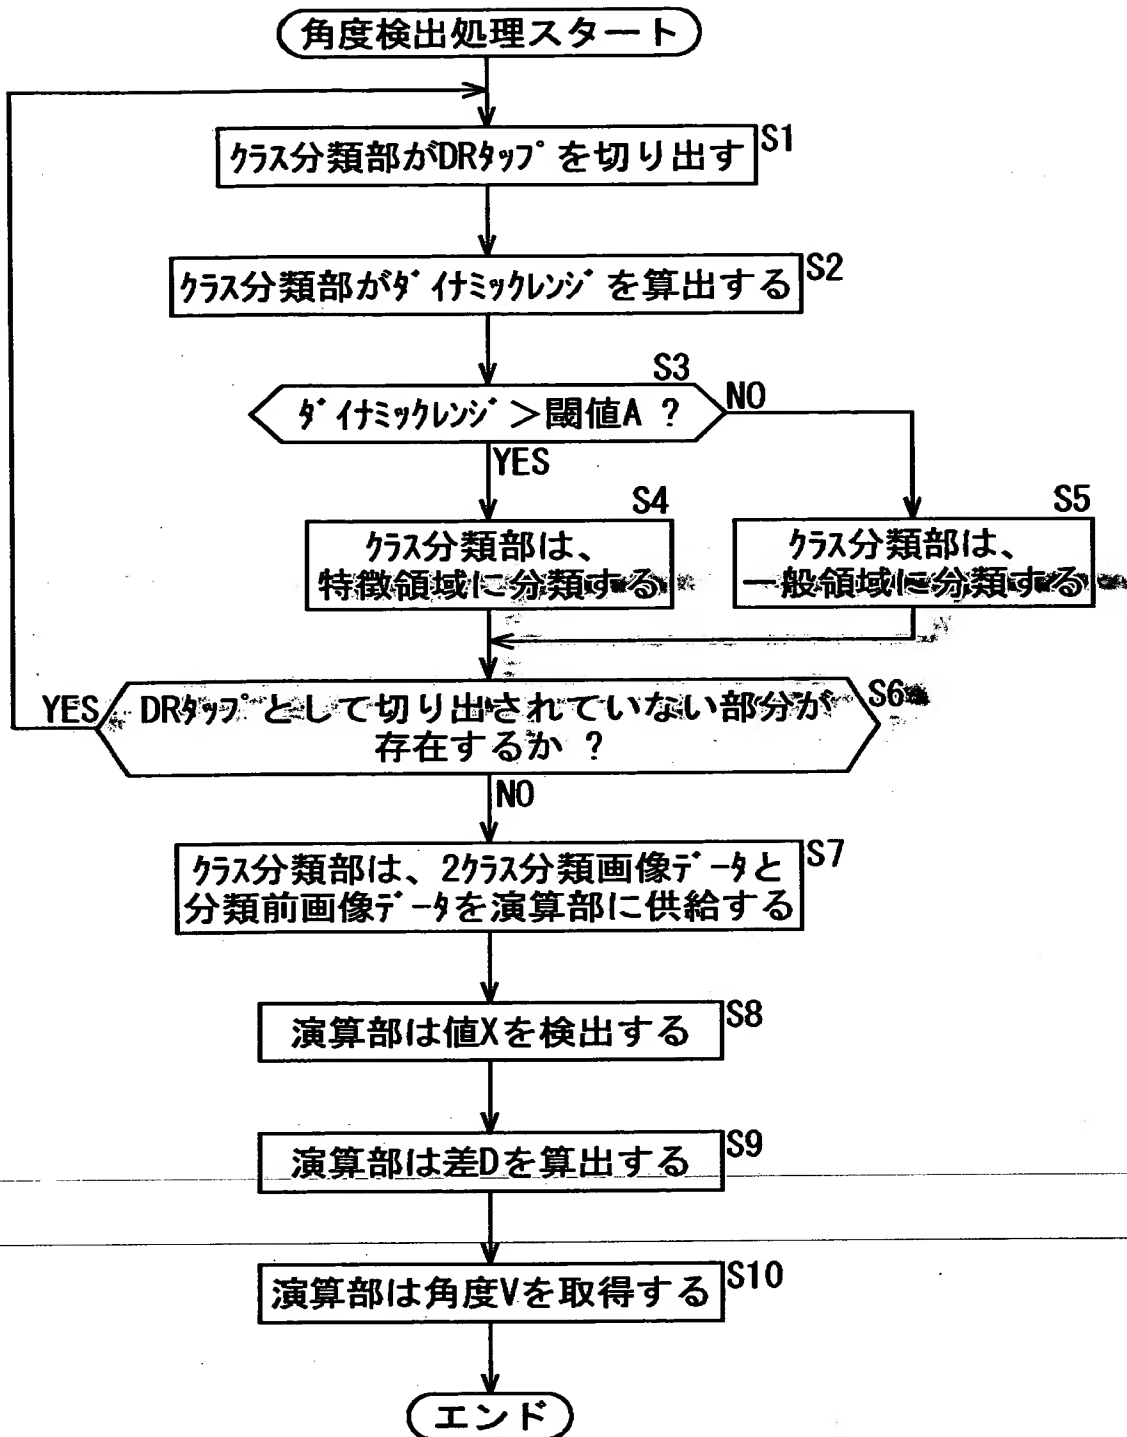 角度検出処理スタート
クラス分類部がDRタップを切り出す
S1
クラス分類部がダイナミックレンジを算出する
S2
S3
ダイナミックレンジ>閾値A ?
NO
YES
S4
クラス分類部は、
特徴領域に分類する
S5
クラス分類部は、
一般領域に分類する
YES
DRタップとして切り出されていない部分が
存在するか ?
S6
NO
クラス分類部は、2クラス分類画像データと
分類前画像データを演算部に供給する
S7
演算部は値Xを検出する
S8
演算部は差Dを算出する
S9
演算部は角度Vを取得する
S10
エンド